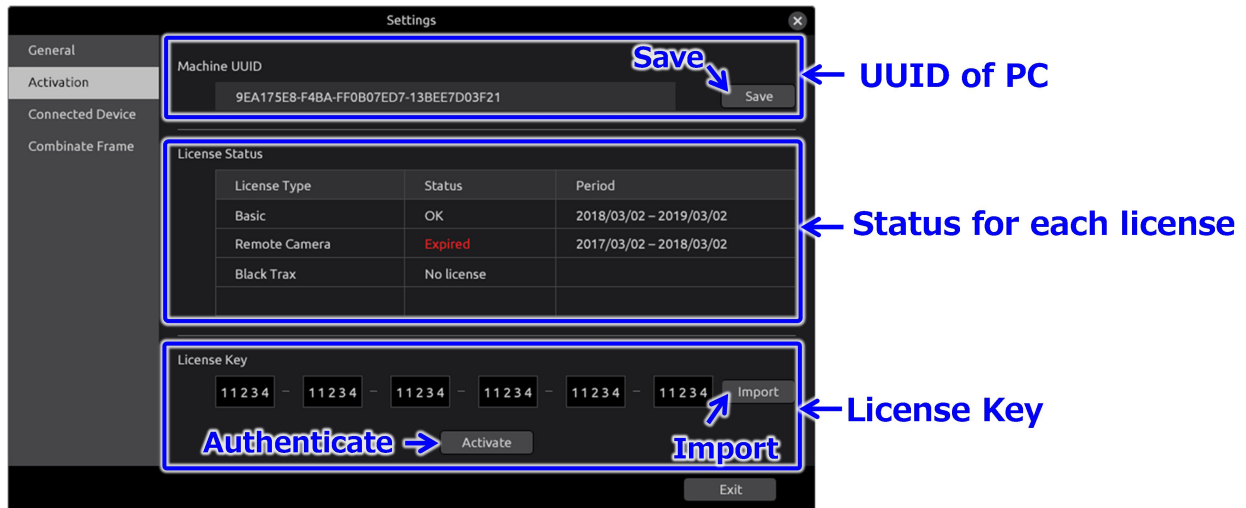 Settings
General
Activation
Connected Device
Combinate Frame
Machine UUID
9EA175E8-F4BA-FF0B07ED7-13BEE7D03F21
Save
Save
UUID of PC
License Status
License Type Status Period
Basic OK 2018/03/02 – 2019/03/02
Remote Camera Expired 2017/03/02 – 2018/03/02
Black Trax No license
Status for each license
License Key
11234 – 11234 – 11234 – 11234 – 11234 – 11234
Import
License Key
Authenticate
Activate
Import
Exit